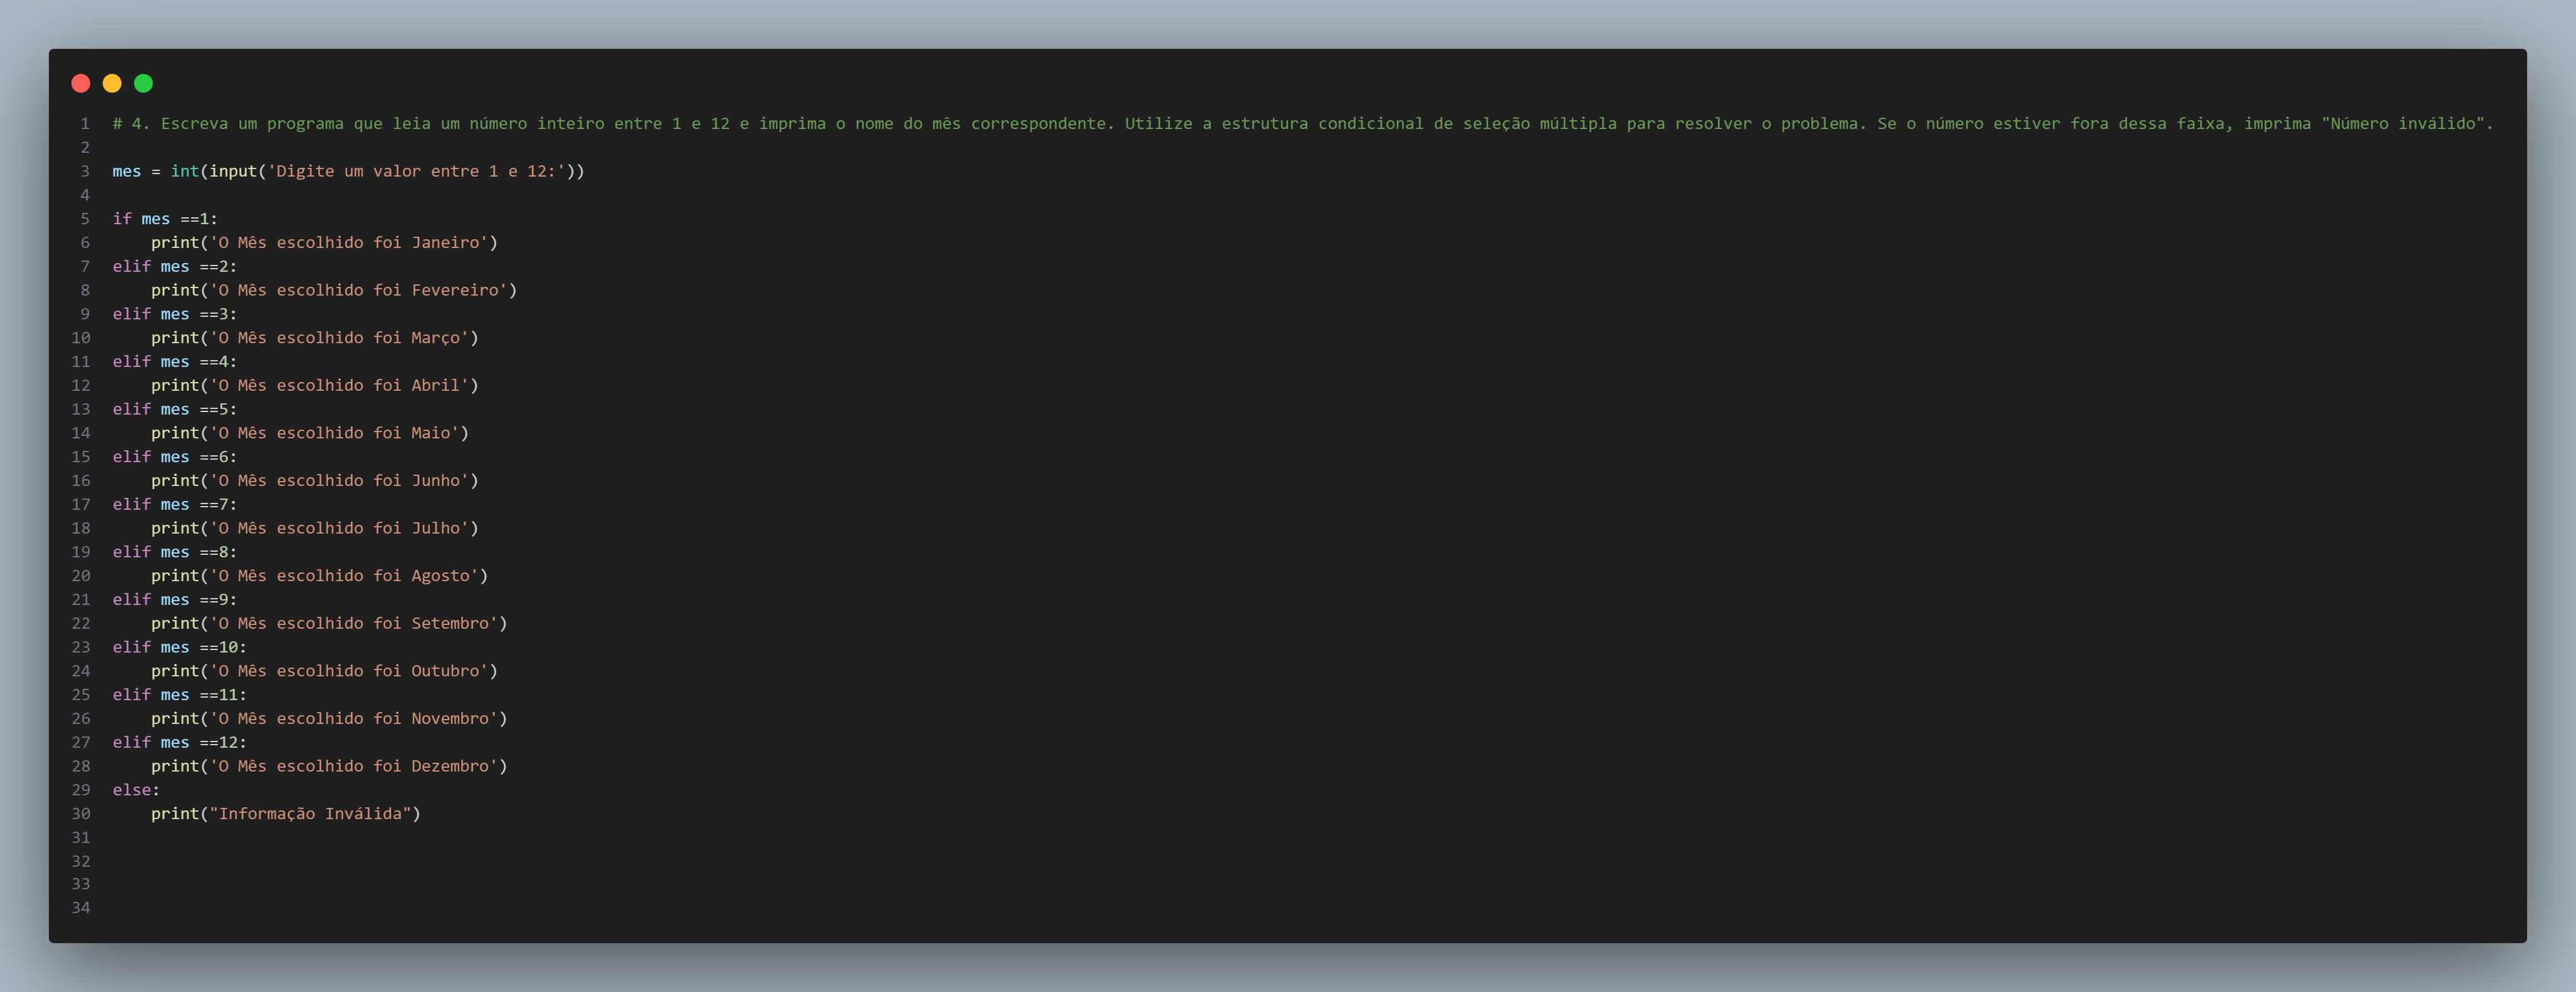 1 # 4. Escreva um programa que leia um número inteiro entre 1 e 12 e imprima o nome do mês correspondente. Utilize a estrutura condicional de seleção múltipla para resolver o problema. Se o número estiver fora dessa faixa, imprima "Número inválido".
2
3 mes = int(input('Digite um valor entre 1 e 12:'))
4
5 if mes ==1:
6     print('O Mês escolhido foi Janeiro')
7 elif mes ==2:
8     print('O Mês escolhido foi Fevereiro')
9 elif mes ==3:
10     print('O Mês escolhido foi Março')
11 elif mes ==4:
12     print('O Mês escolhido foi Abril')
13 elif mes ==5:
14     print('O Mês escolhido foi Maio')
15 elif mes ==6:
16     print('O Mês escolhido foi Junho')
17 elif mes ==7:
18     print('O Mês escolhido foi Julho')
19 elif mes ==8:
20     print('O Mês escolhido foi Agosto')
21 elif mes ==9:
22     print('O Mês escolhido foi Setembro')
23 elif mes ==10:
24     print('O Mês escolhido foi Outubro')
25 elif mes ==11:
26     print('O Mês escolhido foi Novembro')
27 elif mes ==12:
28     print('O Mês escolhido foi Dezembro')
29 else:
30     print("Informação Inválida")
31
32
33
34